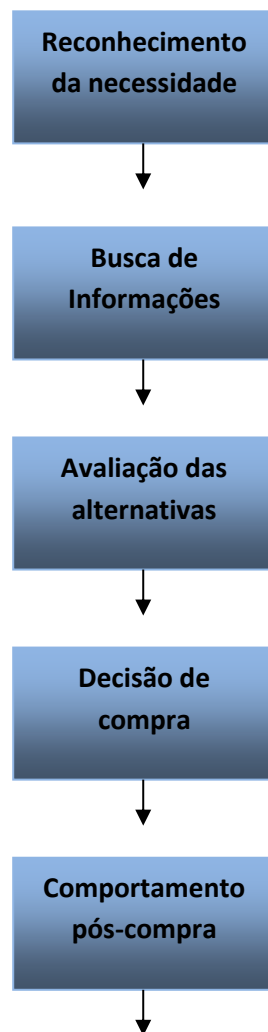 Reconhecimento
da necessidade
Busca de
Informações
Avaliação das
alternativas
Decisão de
compra
Comportamento
pós-compra